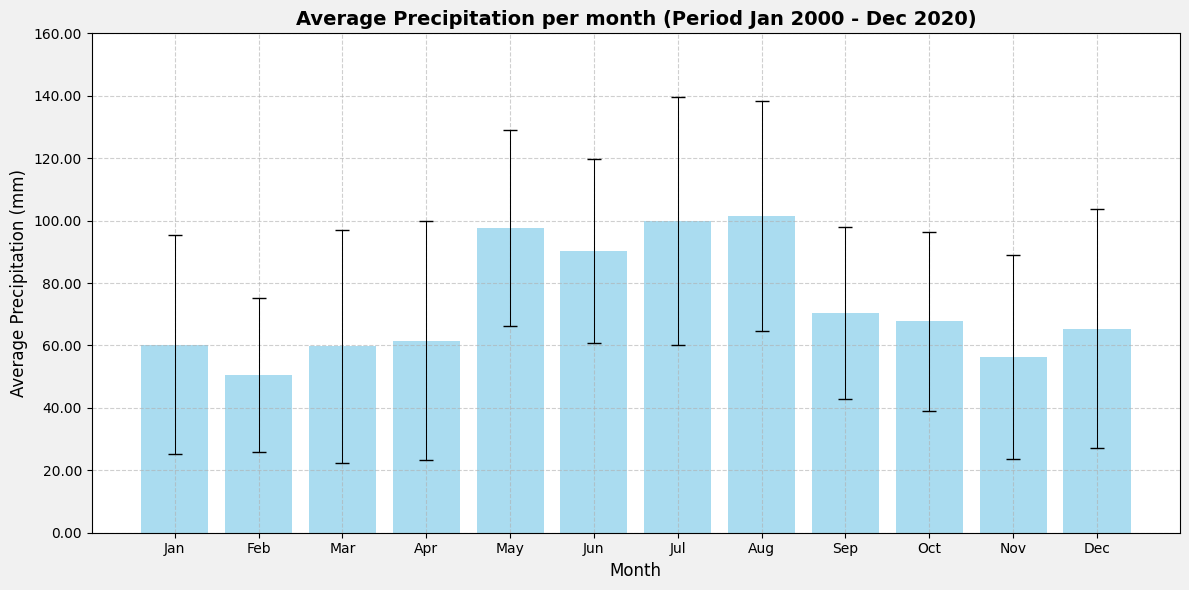 Average Precipitation per month (Period Jan 2000 - Dec 2020)
160.00
140.00
120.00
100.00
80.00
60.00
40.00
20.00
0.00
Average Precipitation (mm)
Jan Feb Mar Apr May Jun Jul Aug Sep Oct Nov Dec
Month